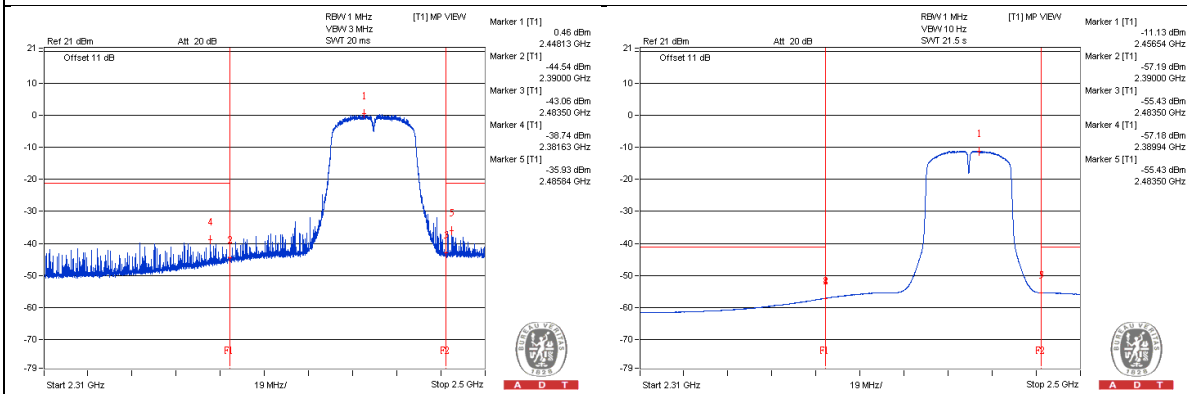 RBW 1 MHz
[T1] MP VIEW
VBW 3 MHz
Ref 21 dBm
Att 20 dB
SWT 20 ms
Offset 11 dB
Marker 1 [T1]
0.46 dBm
2.44813 GHz
Marker 2 [T1]
-44.54 dBm
2.39000 GHz
Marker 3 [T1]
-43.06 dBm
2.48350 GHz
Marker 4 [T1]
-38.74 dBm
2.38163 GHz
Marker 5 [T1]
-35.93 dBm
2.48584 GHz
21
10
0
-10
-20
-30
-40
-50
-60
-70
-79
1
4
2
5
3
F1
F2
Start 2.31 GHz
19 MHz/
Stop 2.5 GHz
BUREAU VERITAS
1828
A D T
RBW 1 MHz
[T1] MP VIEW
VBW 10 Hz
Ref 21 dBm
Att 20 dB
SWT 21.5 s
Offset 11 dB
Marker 1 [T1]
-11.13 dBm
2.45654 GHz
Marker 2 [T1]
-57.19 dBm
2.39000 GHz
Marker 3 [T1]
-55.43 dBm
2.48350 GHz
Marker 4 [T1]
-57.18 dBm
2.38994 GHz
Marker 5 [T1]
-55.43 dBm
2.48350 GHz
21
10
0
-10
-20
-30
-40
-50
-60
-70
-79
1
F1
F2
Start 2.31 GHz
19 MHz/
Stop 2.5 GHz
BUREAU VERITAS
1828
A D T